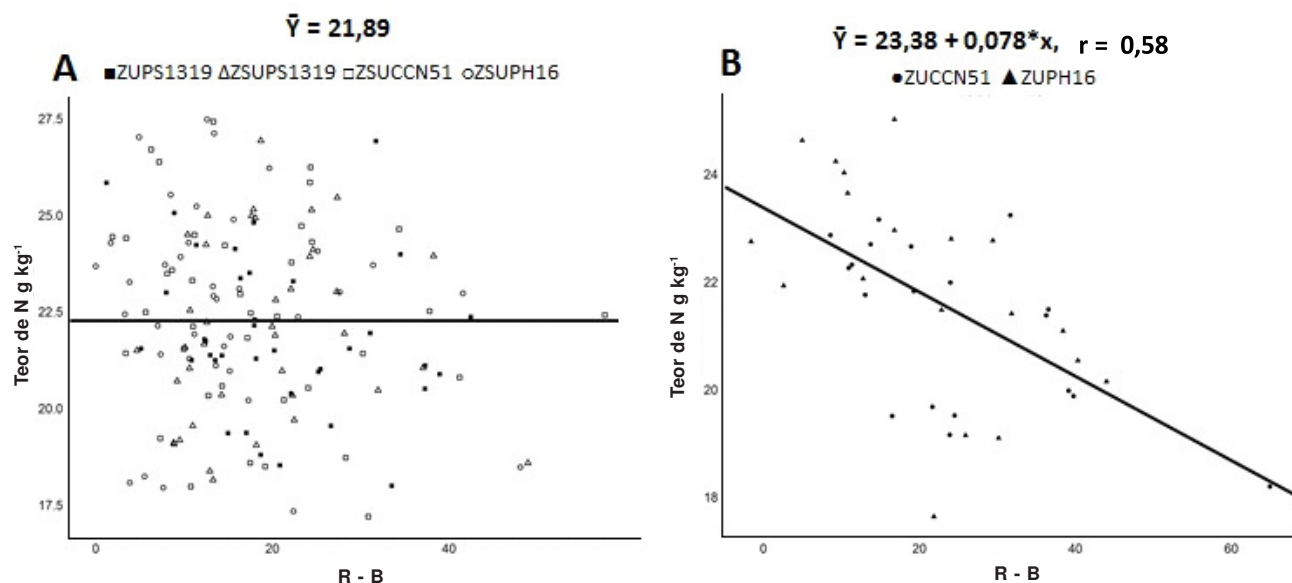 Ȳ = 21,89
A
■ZUPS1319 ΔZSUPS1319 □ZSUCCN51 ○ZSUPH16
27.5
25.0
22.5
20.0
17.5
Teor de N g kg⁻¹
0 20 40
R - B
Ȳ = 23,38 + 0,078*x, r = 0,58
B
●ZUCCN51 ▲ZUPH16
24
22
20
18
Teor de N g kg⁻¹
0 20 40 60
R - B